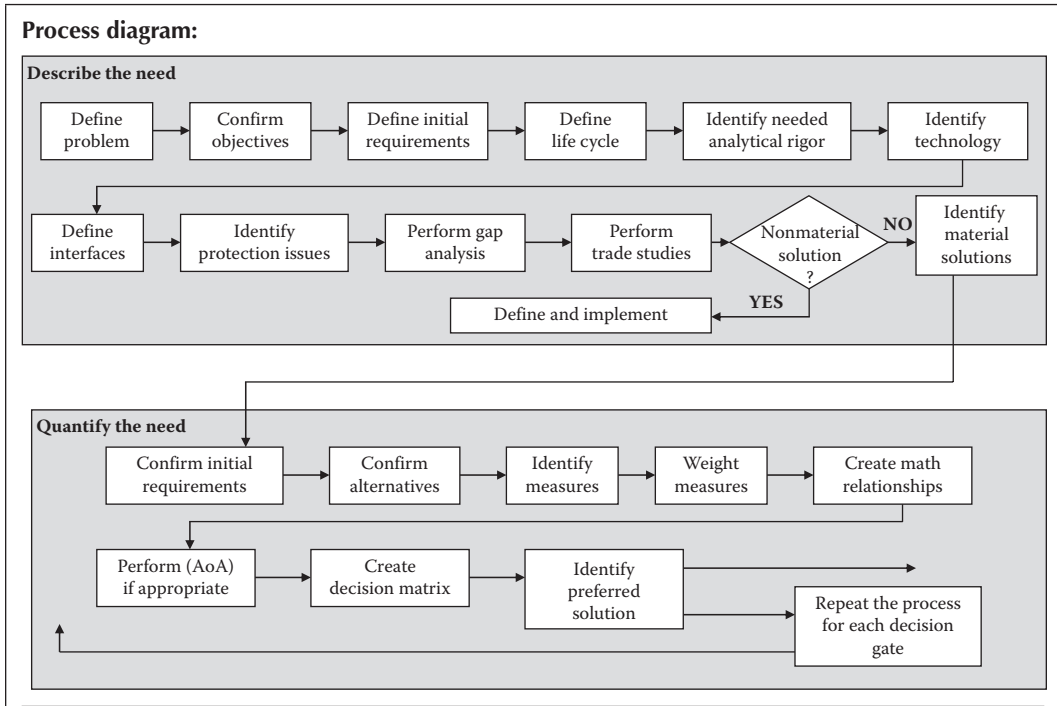 Process diagram:
Describe the need
Define
problem
Confirm
objectives
Define initial
requirements
Define
life cycle
Identify needed
analytical rigor
Identify
technology
Define
interfaces
Identify
protection issues
Perform gap
analysis
Perform
trade studies
Nonmaterial
solution
?
NO
Identify
material
solutions
YES
Define and implement
Quantify the need
Confirm initial
requirements
Confirm
alternatives
Identify
measures
Weight
measures
Create math
relationships
Perform (AoA)
if appropriate
Create
decision matrix
Identify
preferred
solution
Repeat the process
for each decision
gate